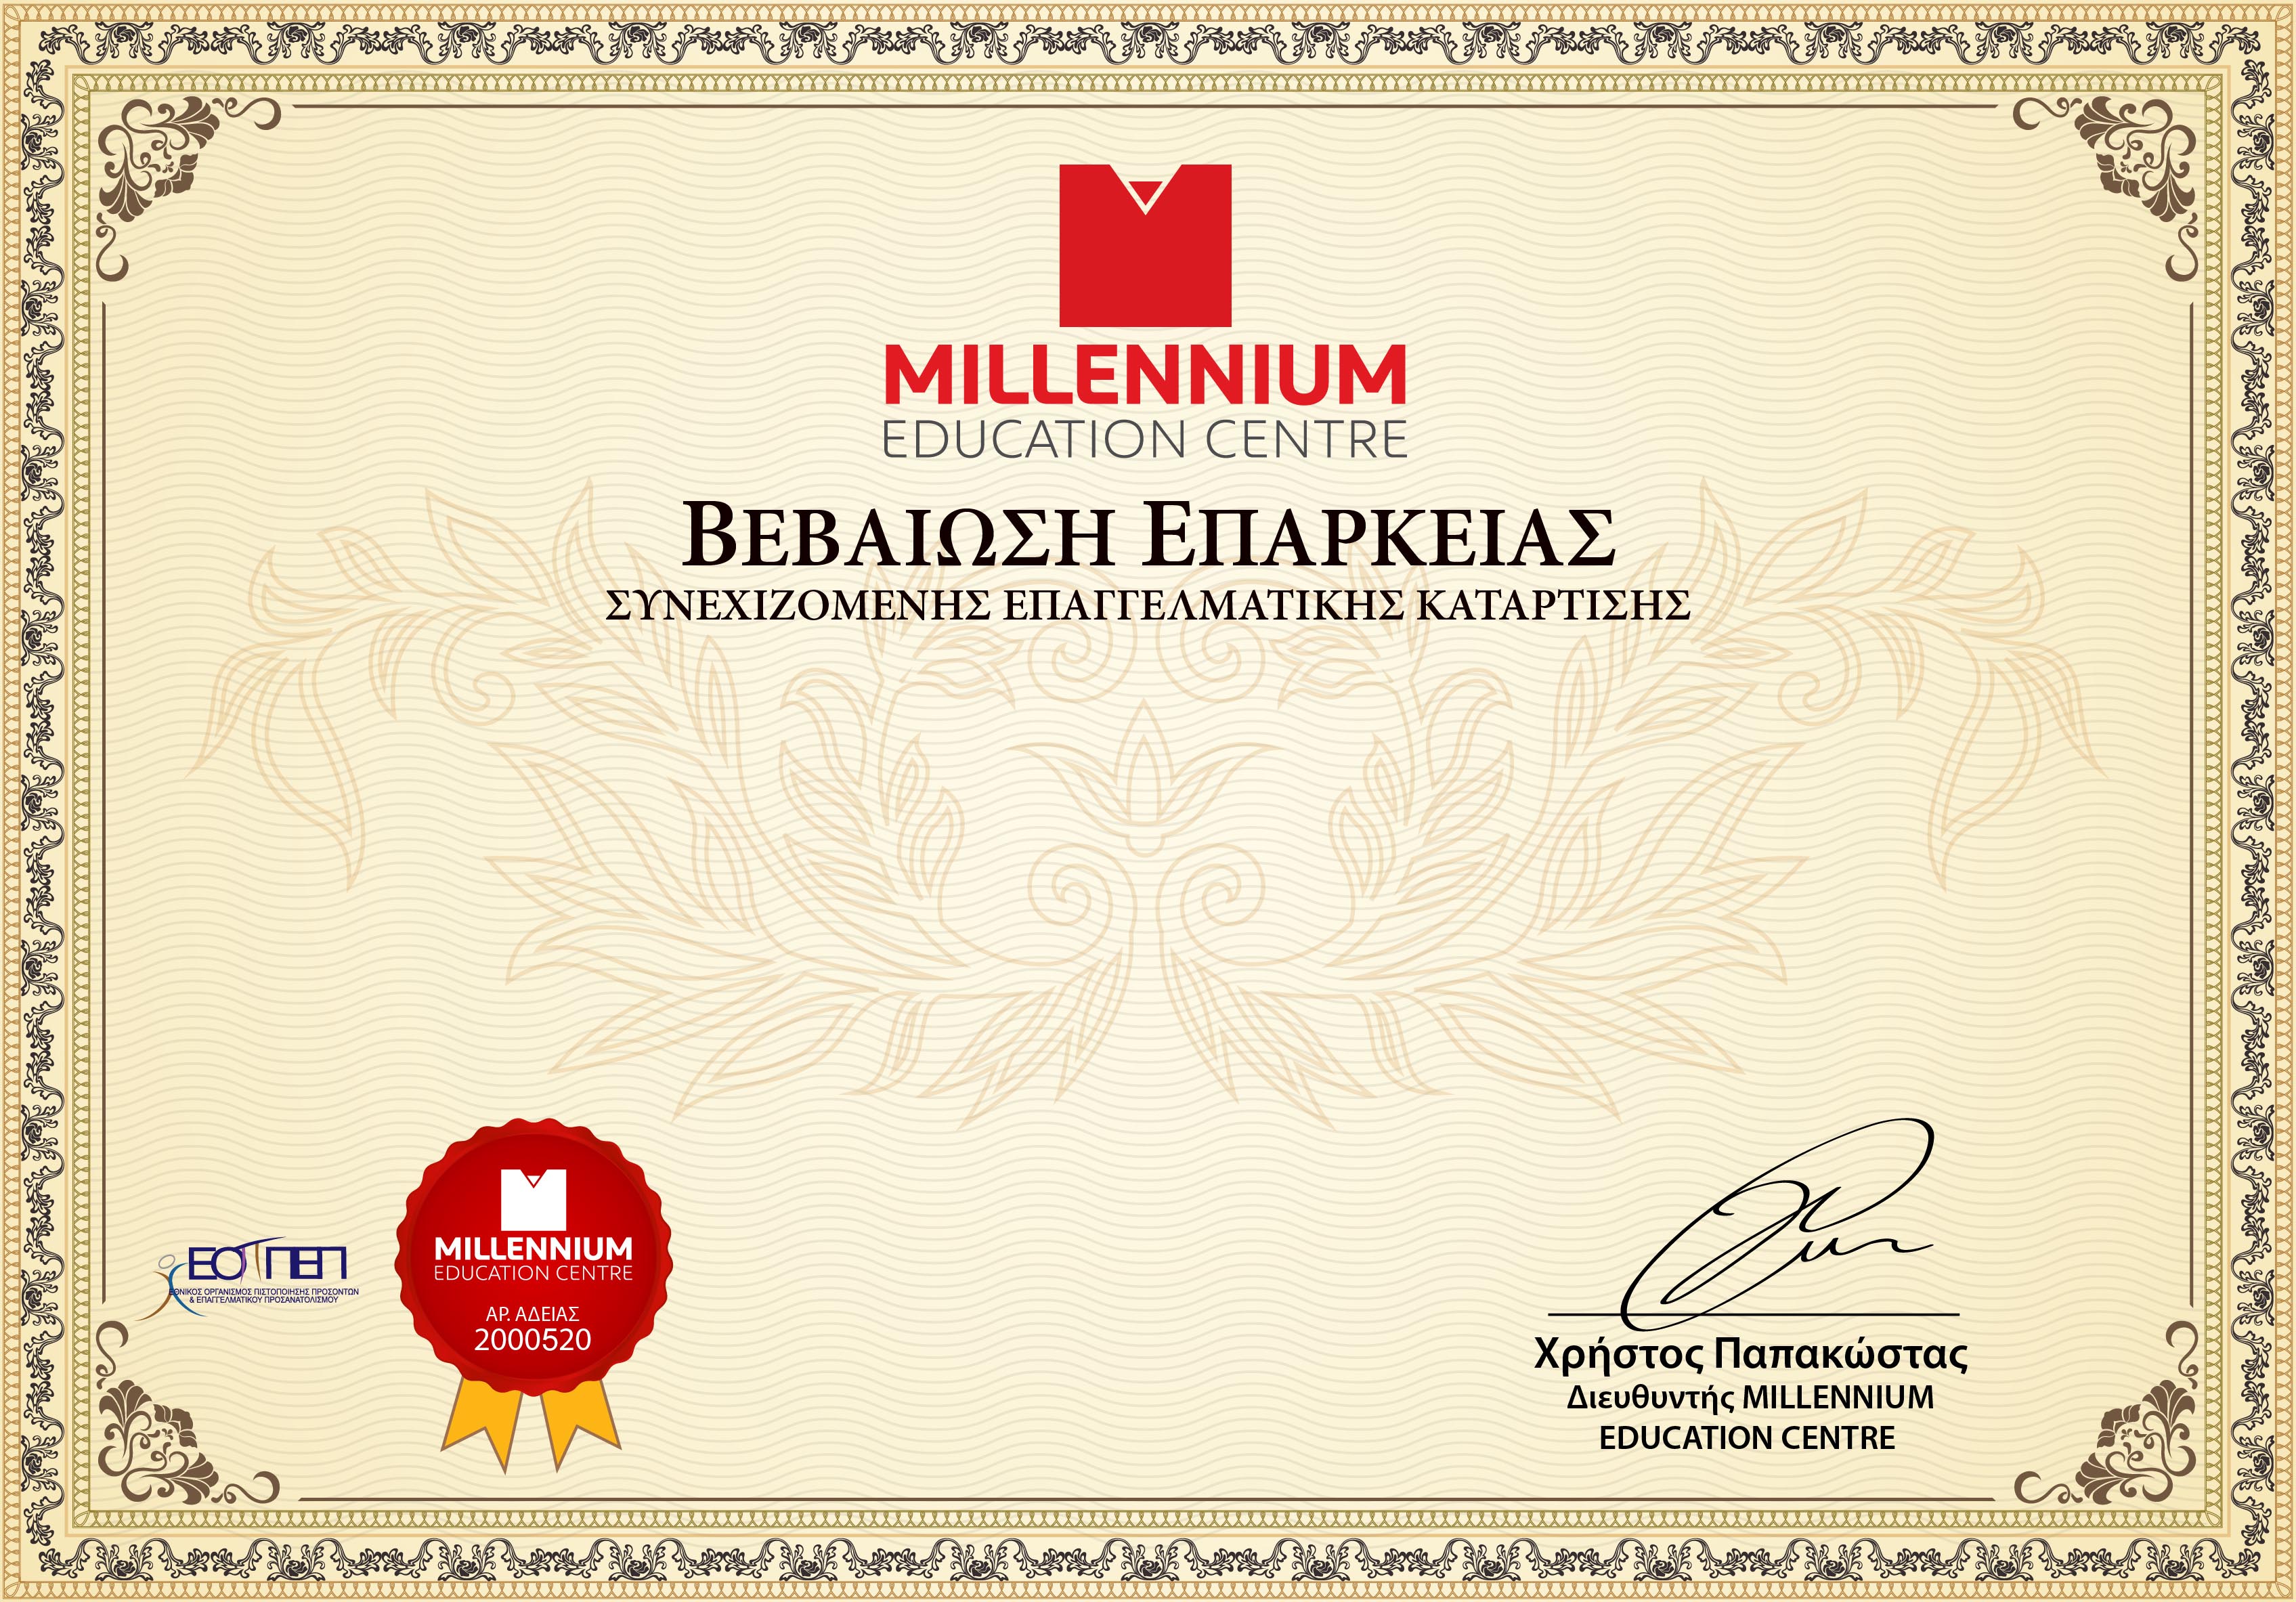 MILLENNIUM
EDUCATION CENTRE
ΒΕΒΑΙΩΣΗ ΕΠΑΡΚΕΙΑΣ
ΣΥΝΕΧΙΖΟΜΕΝΗΣ ΕΠΑΓΓΕΛΜΑΤΙΚΗΣ ΚΑΤΑΡΤΙΣΗΣ
ΕΟΠΠΕΠ
ΕΘΝΙΚΟΣ ΟΡΓΑΝΙΣΜΟΣ ΠΙΣΤΟΠΟΙΗΣΗΣ ΠΡΟΣΟΝΤΩΝ
& ΕΠΑΓΓΕΛΜΑΤΙΚΟΥ ΠΡΟΣΑΝΑΤΟΛΙΣΜΟΥ
MILLENNIUM
EDUCATION CENTRE
ΑΡ. ΑΔΕΙΑΣ
2000520
Χρήστος Παπακώστας
Διευθυντής MILLENNIUM
EDUCATION CENTRE